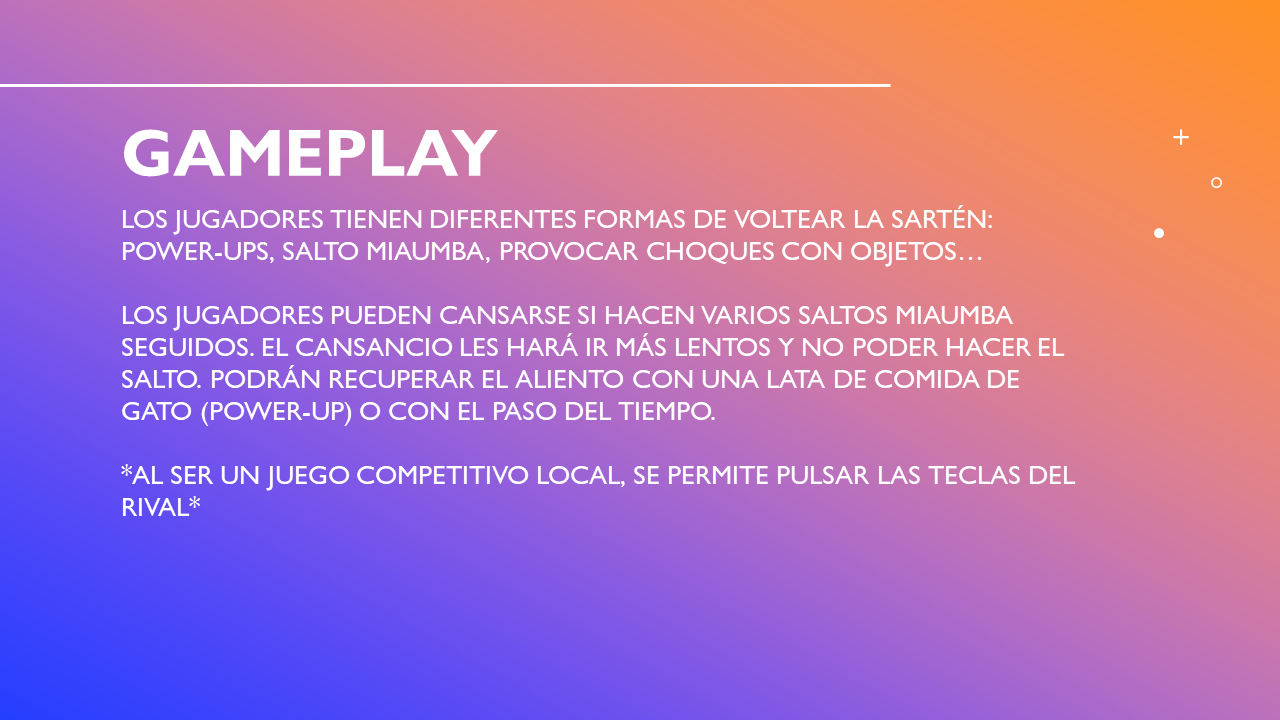 GAMEPLAY
LOS JUGADORES TIENEN DIFERENTES FORMAS DE VOLTEAR LA SARTÉN:
POWER-UPS, SALTO MIAUMBA, PROVOCAR CHOQUES CON OBJETOS…
LOS JUGADORES PUEDEN CANSARSE SI HACEN VARIOS SALTOS MIAUMBA
SEGUIDOS. EL CANSANCIO LES HARÁ IR MÁS LENTOS Y NO PODER HACER EL
SALTO. PODRÁN RECUPERAR EL ALIENTO CON UNA LATA DE COMIDA DE
GATO (POWER-UP) O CON EL PASO DEL TIEMPO.
*AL SER UN JUEGO COMPETITIVO LOCAL, SE PERMITE PULSAR LAS TECLAS DEL
RIVAL*